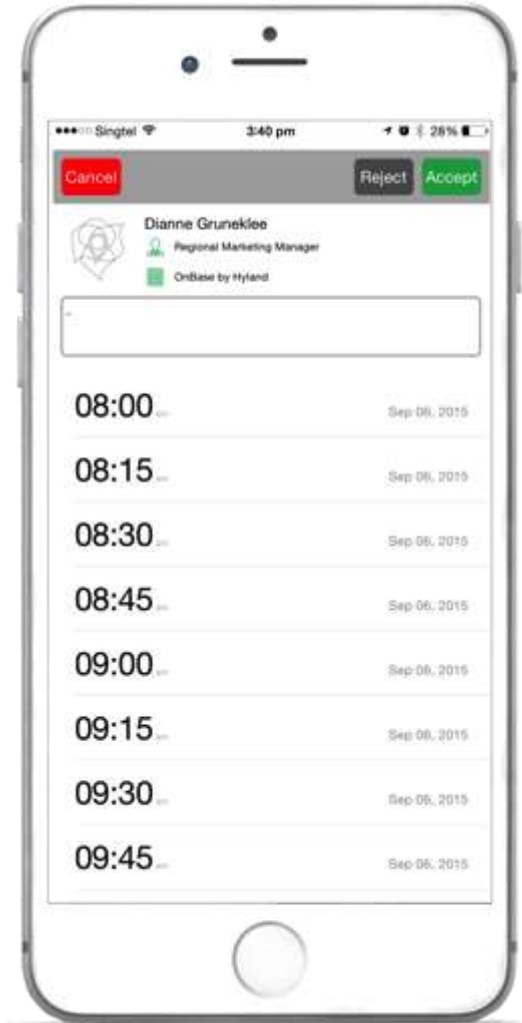 Singtel 3:40 pm 28%
Cancel Reject Accept
Dianne Gruneklee
Regional Marketing Manager
OnBase by Hyland
-
08:00 Sep 06, 2015
08:15 Sep 06, 2015
08:30 Sep 06, 2015
08:45 Sep 06, 2015
09:00 Sep 06, 2015
09:15 Sep 06, 2015
09:30 Sep 06, 2015
09:45 Sep 06, 2015